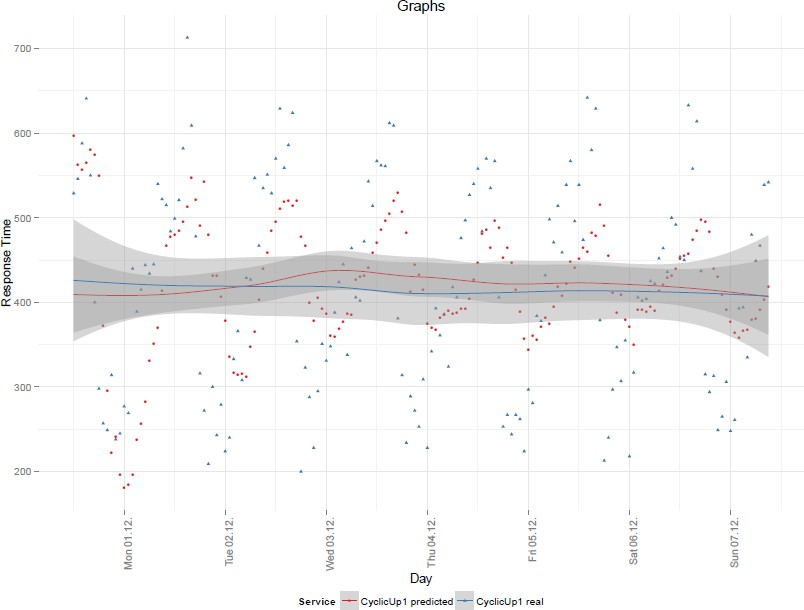 Graphs
700
600
500
400
300
200
Response Time
Mon 01.12.
Tue 02.12.
Wed 03.12.
Thu 04.12.
Fri 05.12.
Sat 06.12.
Sun 07.12.
Day
Service CyclicUp1 predicted CyclicUp1 real